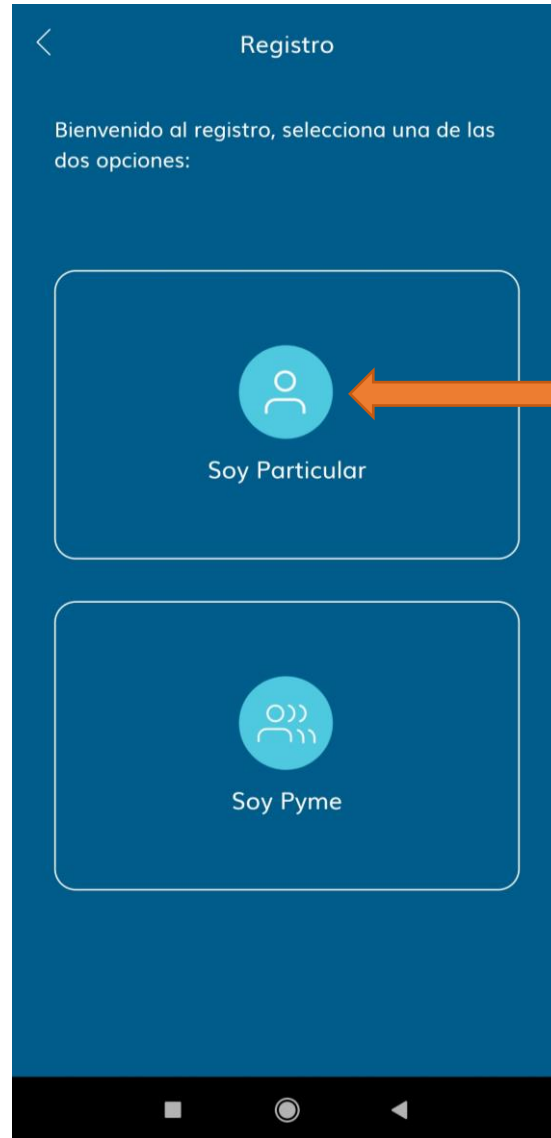 Registro
Bienvenido al registro, selecciona una de las
dos opciones:
Soy Particular
Soy Pyme